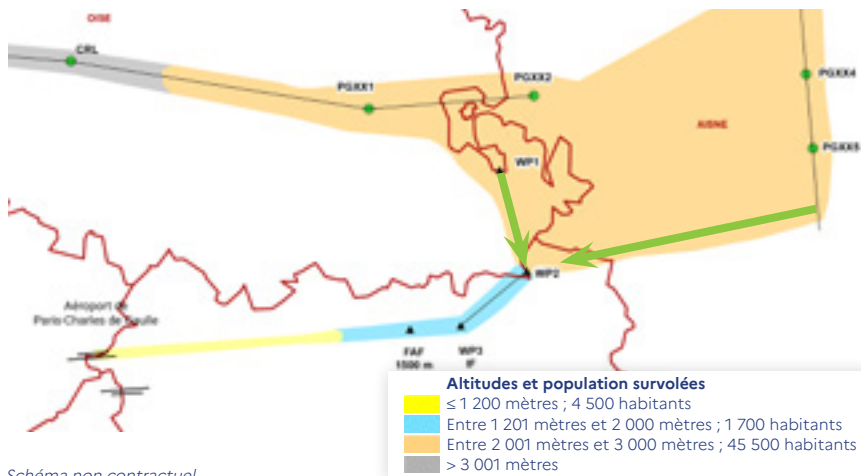 OISE
CRL
PGXX1
PGXX2
PGXX4
AISNE
PGXX5
WP1
WP2
Aéroport de
Paris-Charles de Gaulle
FAF
1500 m
WP3
IF
Altitudes et population survolées
≤ 1 200 mètres ; 4 500 habitants
Entre 1 201 mètres et 2 000 mètres ; 1 700 habitants
Entre 2 001 mètres et 3 000 mètres ; 45 500 habitants
> 3 001 mètres
Schéma non contractuel